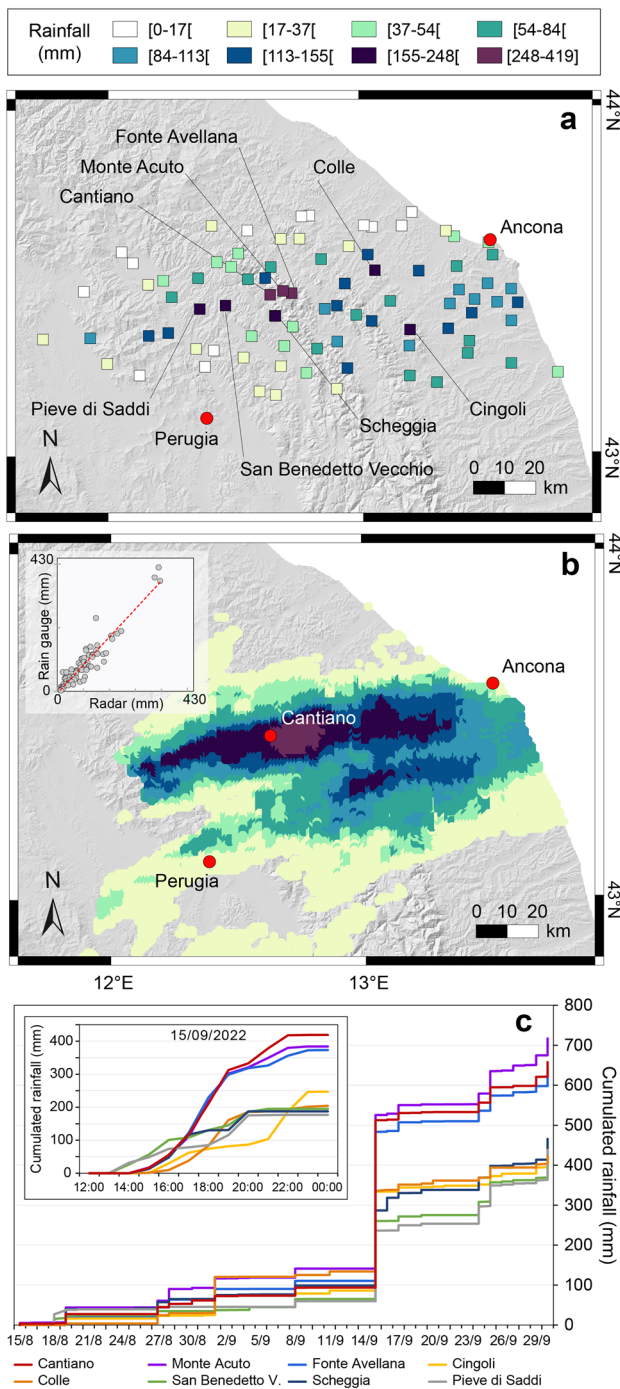 Rainfall (mm)
[0-17[ [17-37[ [37-54[ [54-84[
[84-113[ [113-155[ [155-248[ [248-419]
44°N
a
Fonte Avellana
Monte Acuto
Colle
Cantiano
Ancona
Pieve di Saddi
Perugia
Scheggia
Cingoli
San Benedetto Vecchio
N
0 10 20
km
43°N
44°N
b
430
Rain gauge (mm)
0
Radar (mm)
430
Ancona
Cantiano
Perugia
N
0 10 20
km
43°N
12°E 13°E
c
15/09/2022
Cumulated rainfall (mm)
400
300
200
100
0
12:00 14:00 16:00 18:00 20:00 22:00 00:00
800
700
600
500
400
300
200
100
0
Cumulated rainfall (mm)
15/8 18/8 21/8 24/8 27/8 30/8 2/9 5/9 8/9 11/9 14/9 17/9 20/9 23/9 26/9 29/9
Cantiano Monte Acuto Fonte Avellana Cingoli
Colle San Benedetto V. Scheggia Pieve di Saddi